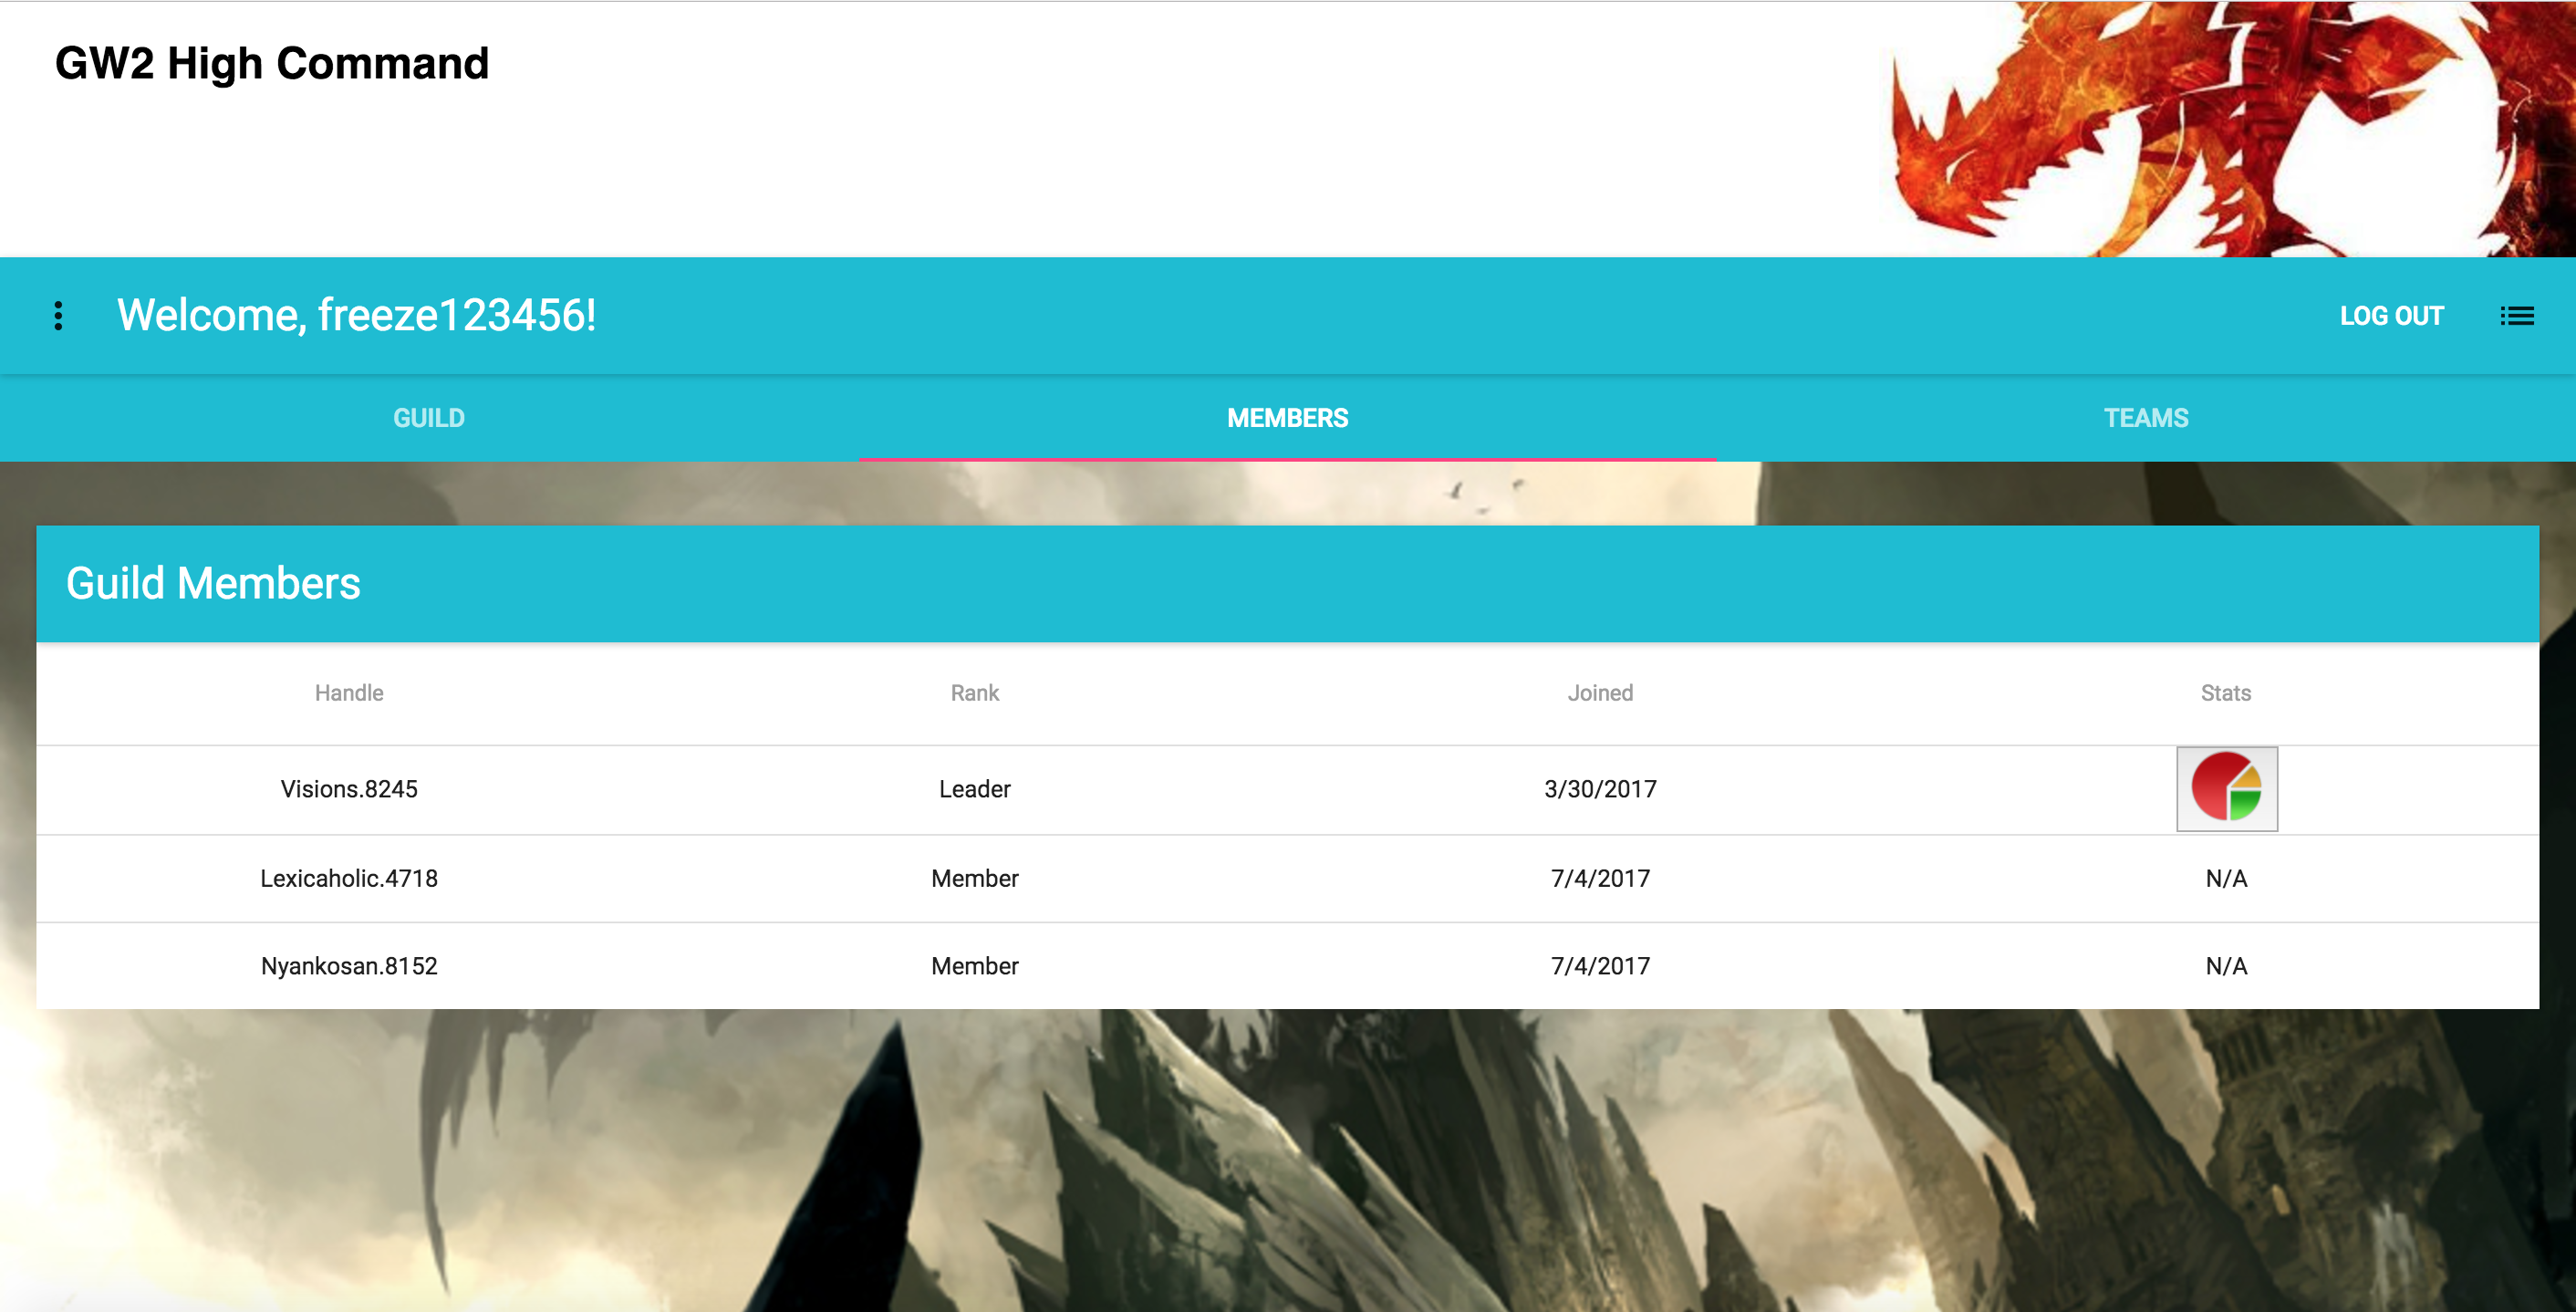 GW2 High Command
Welcome, freeze123456!
LOG OUT
GUILD MEMBERS TEAMS
Guild Members
Handle Rank Joined Stats
Visions.8245 Leader 3/30/2017
Lexicaholic.4718 Member 7/4/2017 N/A
Nyankosan.8152 Member 7/4/2017 N/A